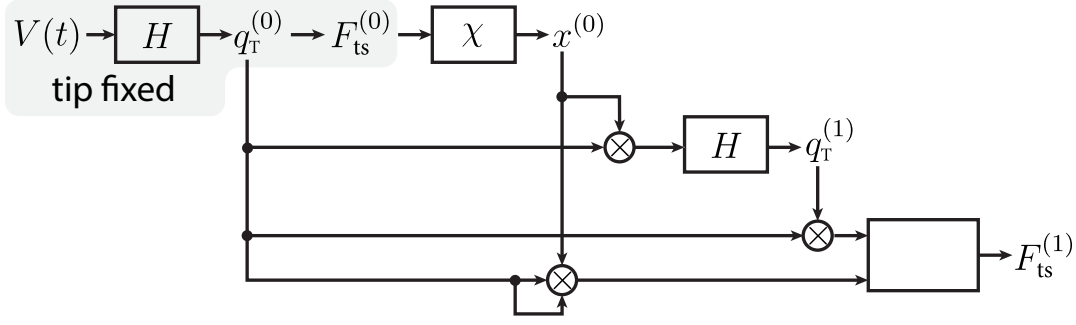 V(t) H q_T^(0) F_ts^(0) χ x^(0)
tip fixed
H q_T^(1)
F_ts^(1)